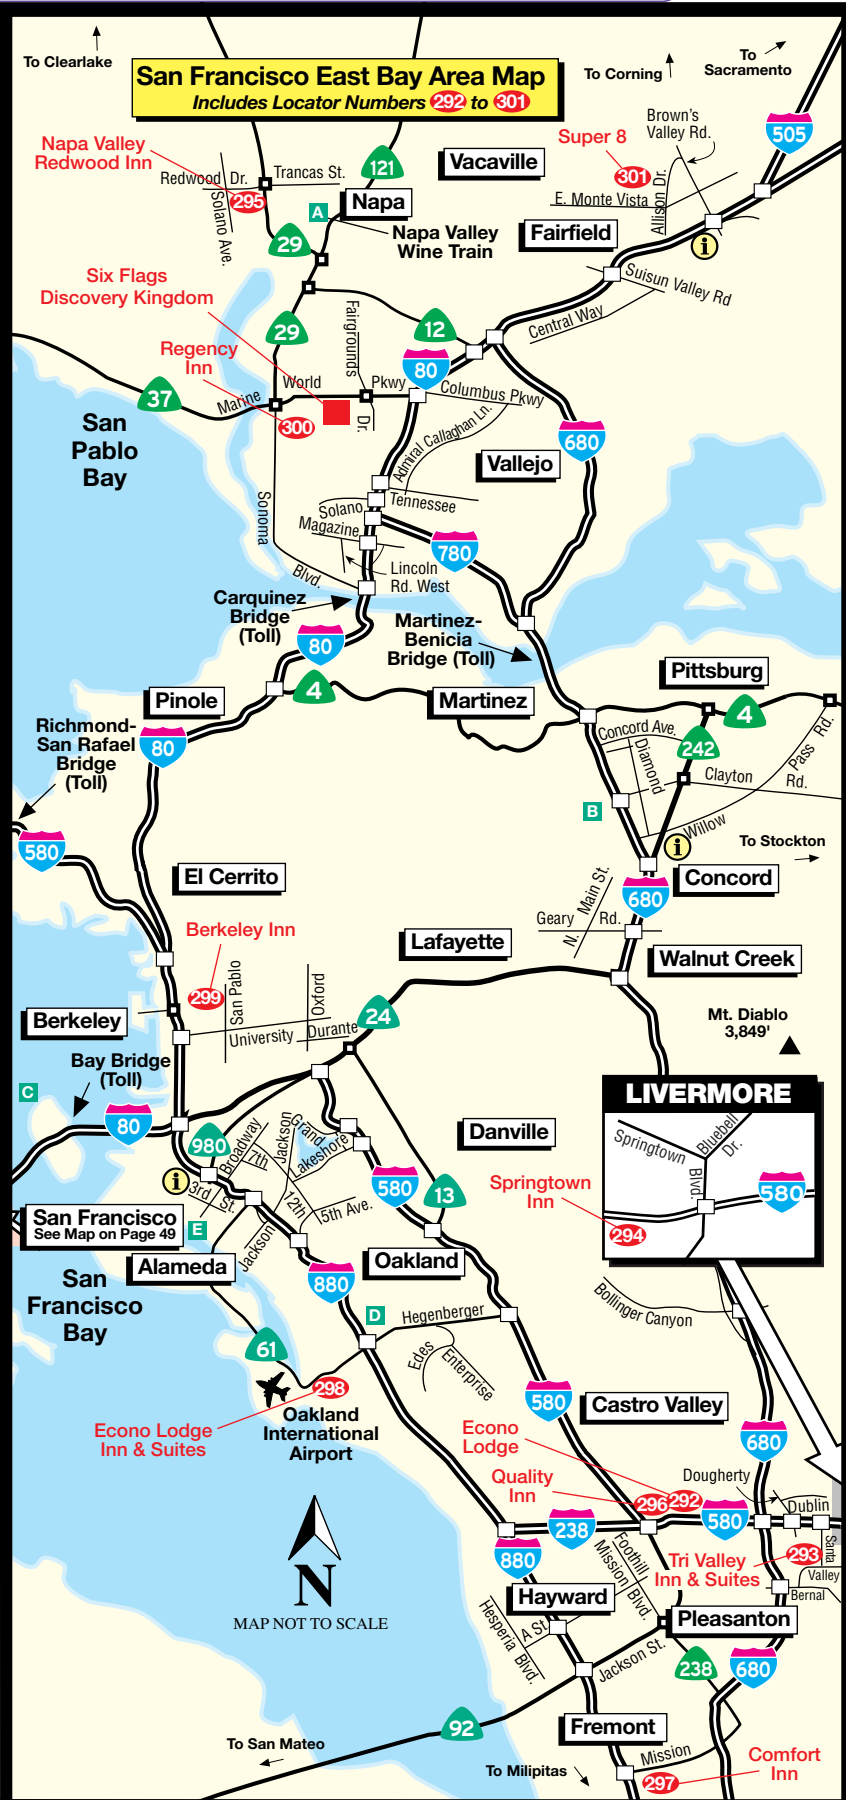 To Clearlake
San Francisco East Bay Area Map
Includes Locator Numbers 292 to 301
To Corning
To
Sacramento
Napa Valley
Redwood Inn
Redwood Dr.
Trancas St.
Solano Ave.
295
121
Vacaville
Super 8
301
Brown's
Valley Rd.
505
E. Monte Vista
Allison Dr.
A
Napa
Napa Valley
Wine Train
Fairfield
i
29
Six Flags
Discovery Kingdom
Suisun Valley Rd
Central Way
29
Fairgrounds
Dr.
12
80
Regency
Inn
37
Marine
World
Pkwy
Columbus Pkwy
300
San
Pablo
Bay
Admiral Callaghan Ln.
680
Vallejo
Sonoma
Blvd.
Solano
Tennessee
Magazine
780
Lincoln
Rd. West
Carquinez
Bridge
(Toll)
Martinez-
Benicia
Bridge (Toll)
80
4
Pinole
Martinez
Pittsburg
4
Richmond-
San Rafael
Bridge
(Toll)
80
Concord Ave.
Diamond
242
Pass Rd.
Clayton
Rd.
B
Willow
i
To Stockton
580
El Cerrito
680
Concord
N. Main St.
Geary
Rd.
Berkeley Inn
299
Lafayette
Walnut Creek
San Pablo
Oxford
24
Berkeley
University
Durante
Mt. Diablo
3,849'
Bay Bridge
(Toll)
C
80
LIVERMORE
Springtown
Blvd.
Bluebell
Dr.
580
294
Springtown
Inn
980
Broadway
7th
Jackson
Grand
Lakeshore
Danville
i
3rd
St.
12th
5th Ave.
580
13
San Francisco
See Map on Page 49
E
Jackson
Alameda
Oakland
San
Francisco
Bay
880
D
Hegenberger
Bollinger Canyon
61
Edes
Enterprise
298
Econo Lodge
Inn & Suites
Oakland
International
Airport
580
Castro Valley
680
Econo
Lodge
Quality
Inn
296
292
Dougherty
Dublin
238
580
N
MAP NOT TO SCALE
880
Foothill
Mission Blvd.
Tri Valley
Inn & Suites
293
Santa
Valley
Bernal
Hayward
Hesperia Blvd.
A St.
Pleasanton
Jackson St.
238
680
92
Fremont
To San Mateo
To Milipitas
Mission
297
Comfort
Inn